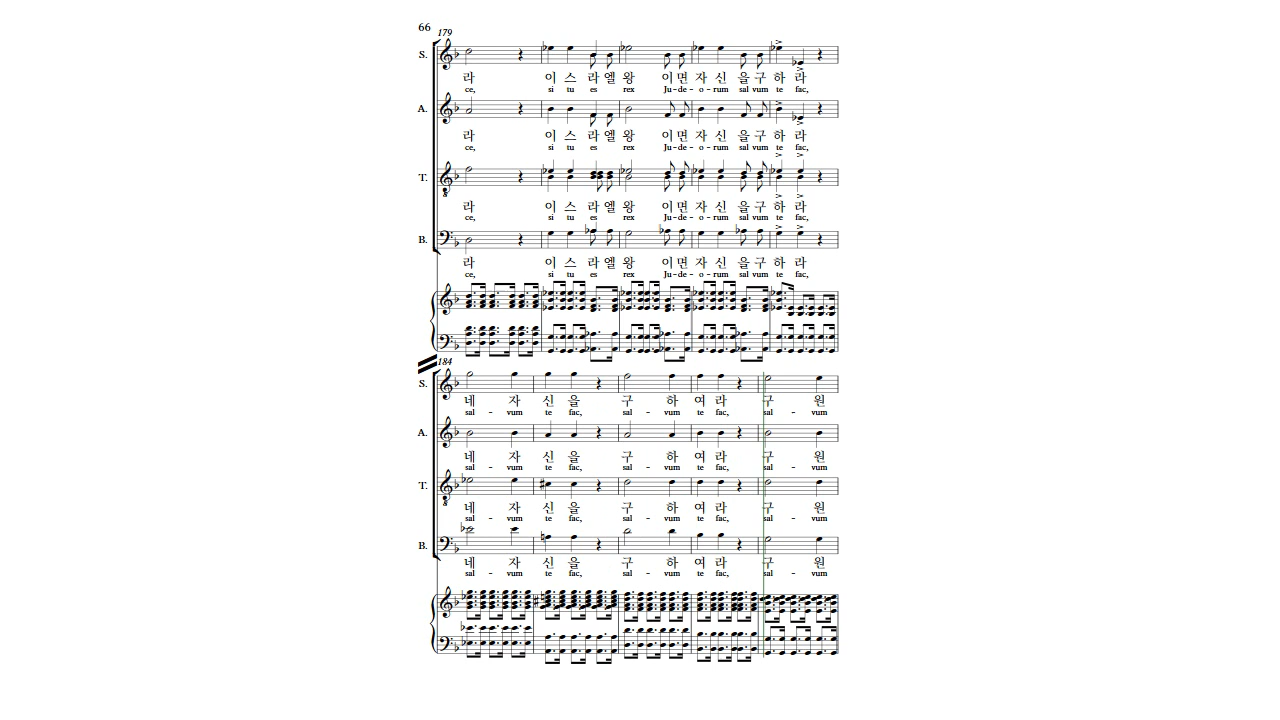 66
179
S.
라 이 스 라 엘 왕 이 면 자 신 을 구 하 라
ce, si tu es rex Ju-de-o-rum sal vum te fac,
A.
라 이 스 라 엘 왕 이 면 자 신 을 구 하 라
ce, si tu es rex Ju-de-o-rum sal vum te fac,
T.
8
라 이 스 라 엘 왕 이 면 자 신 을 구 하 라
ce, si tu es rex Ju-de-o-rum sal vum te fac,
B.
라 이 스 라 엘 왕 이 면 자 신 을 구 하 라
ce, si tu es rex Ju-de-o-rum sal vum te fac,
184
S.
네 자 신 을 구 하 여 라 구 원
sal - vum te fac, sal - vum te fac, sal - vum
A.
네 자 신 을 구 하 여 라 구 원
sal - vum te fac, sal - vum te fac, sal - vum
T.
8
네 자 신 을 구 하 여 라 구 원
sal - vum te fac, sal - vum te fac, sal - vum
B.
네 자 신 을 구 하 여 라 구 원
sal - vum te fac, sal - vum te fac, sal - vum